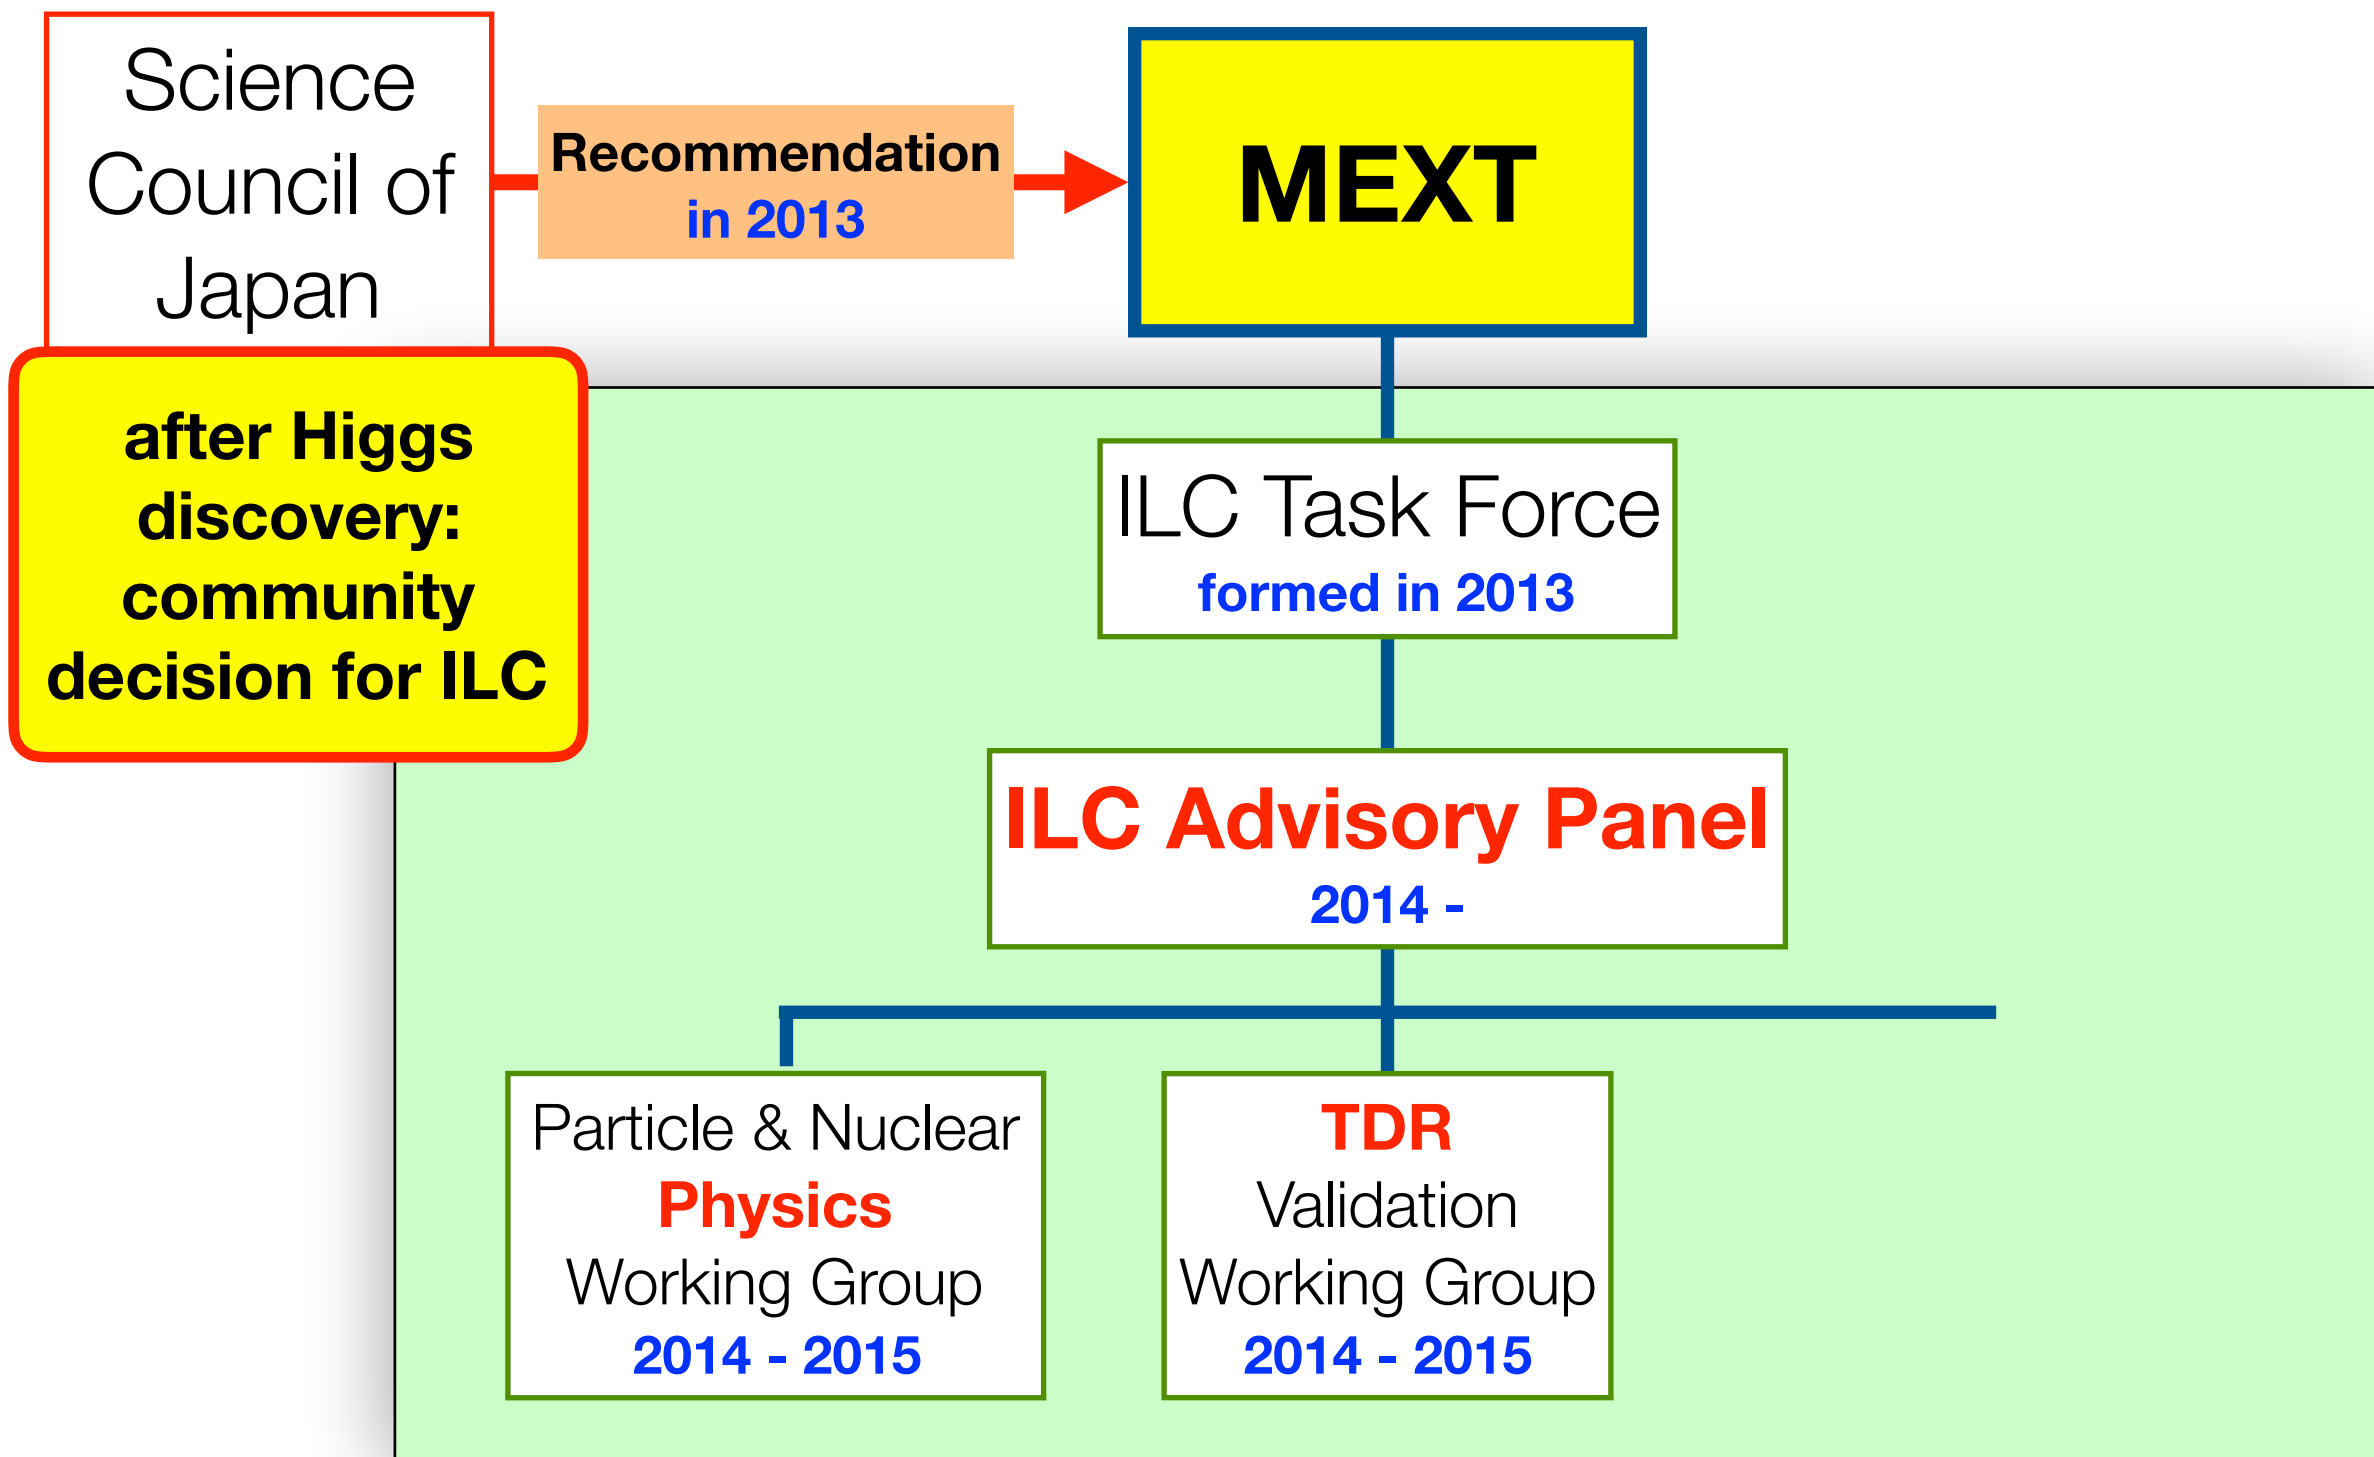 Science
Council of
Japan
Recommendation
in 2013
MEXT
after Higgs
discovery:
community
decision for ILC
ILC Task Force
formed in 2013
ILC Advisory Panel
2014 -
Particle & Nuclear
Physics
Working Group
2014 - 2015
TDR
Validation
Working Group
2014 - 2015